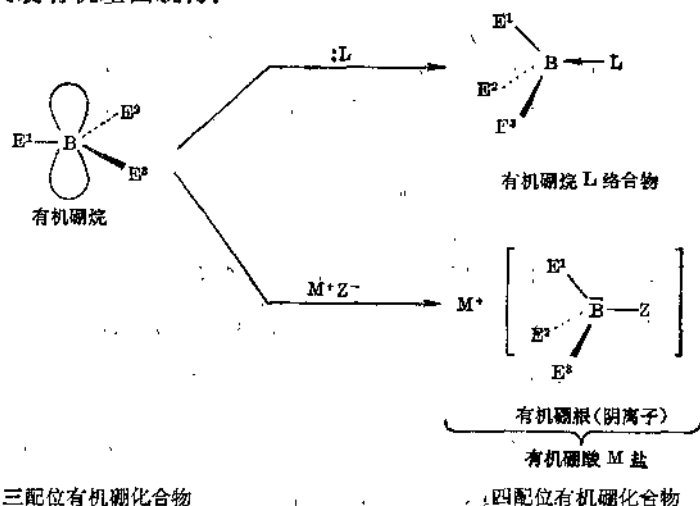 :L
E¹
B
L
E²
E³
E¹
B
E²
E³
有机硼烷
有机硼烷 L 络合物
M⁺Z⁻
M⁺
E¹
B̄
Z
E²
E³
有机硼根(阴离子)
有机硼酸 M 盐
三配位有机硼化合物
四配位有机硼化合物